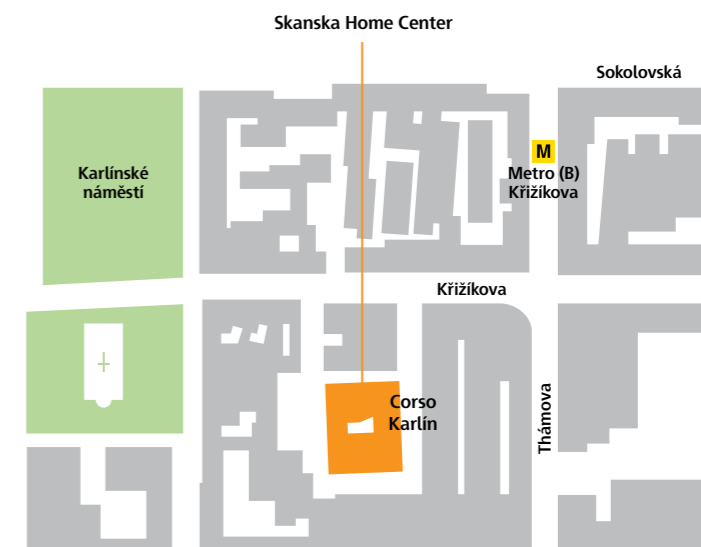 Skanska Home Center
Sokolovská
M
Metro (B)
Křižíkova
Karlínské
náměstí
Křižíkova
Corso
Karlín
Thámova